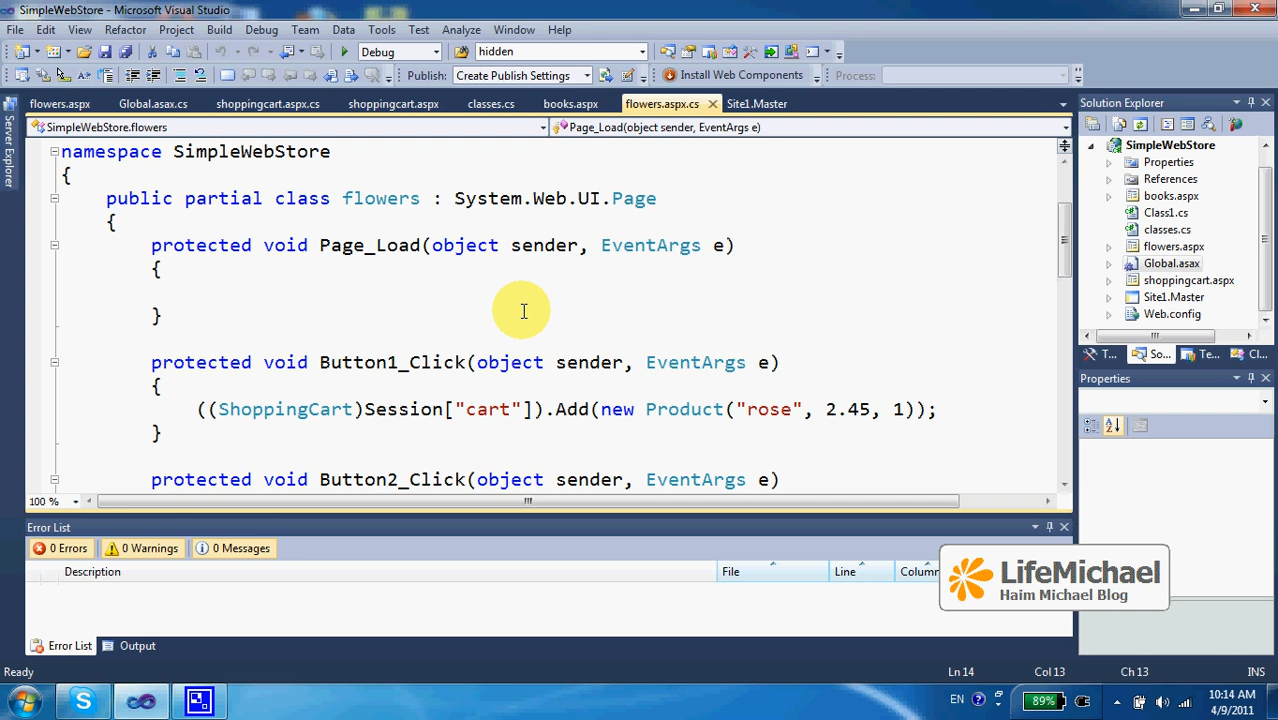 SimpleWebStore - Microsoft Visual Studio
File Edit View Refactor Project Build Debug Team Data Tools Test Analyze Window Help
Debug hidden
Publish: Create Publish Settings Install Web Components Process:
flowers.aspx Global.asax.cs shoppingcart.aspx.cs shoppingcart.aspx classes.cs books.aspx flowers.aspx.cs Site1.Master
Solution Explorer
Server Explorer
SimpleWebStore.flowers Page_Load(object sender, EventArgs e)
namespace SimpleWebStore
{
public partial class flowers : System.Web.UI.Page
{
protected void Page_Load(object sender, EventArgs e)
{
}
protected void Button1_Click(object sender, EventArgs e)
{
((ShoppingCart)Session["cart"]).Add(new Product("rose", 2.45, 1));
}
protected void Button2_Click(object sender, EventArgs e)
100 %
SimpleWebStore
Properties
References
books.aspx
Class1.cs
classes.cs
flowers.aspx
Global.asax
shoppingcart.aspx
Site1.Master
Web.config
T... So... Te... Cl...
Properties
Error List
0 Errors 0 Warnings 0 Messages
Description File Line Column
LifeMichael
Haim Michael Blog
Error List Output
Ready Ln 14 Col 13 Ch 13 INS
EN 89% 10:14 AM
4/9/2011